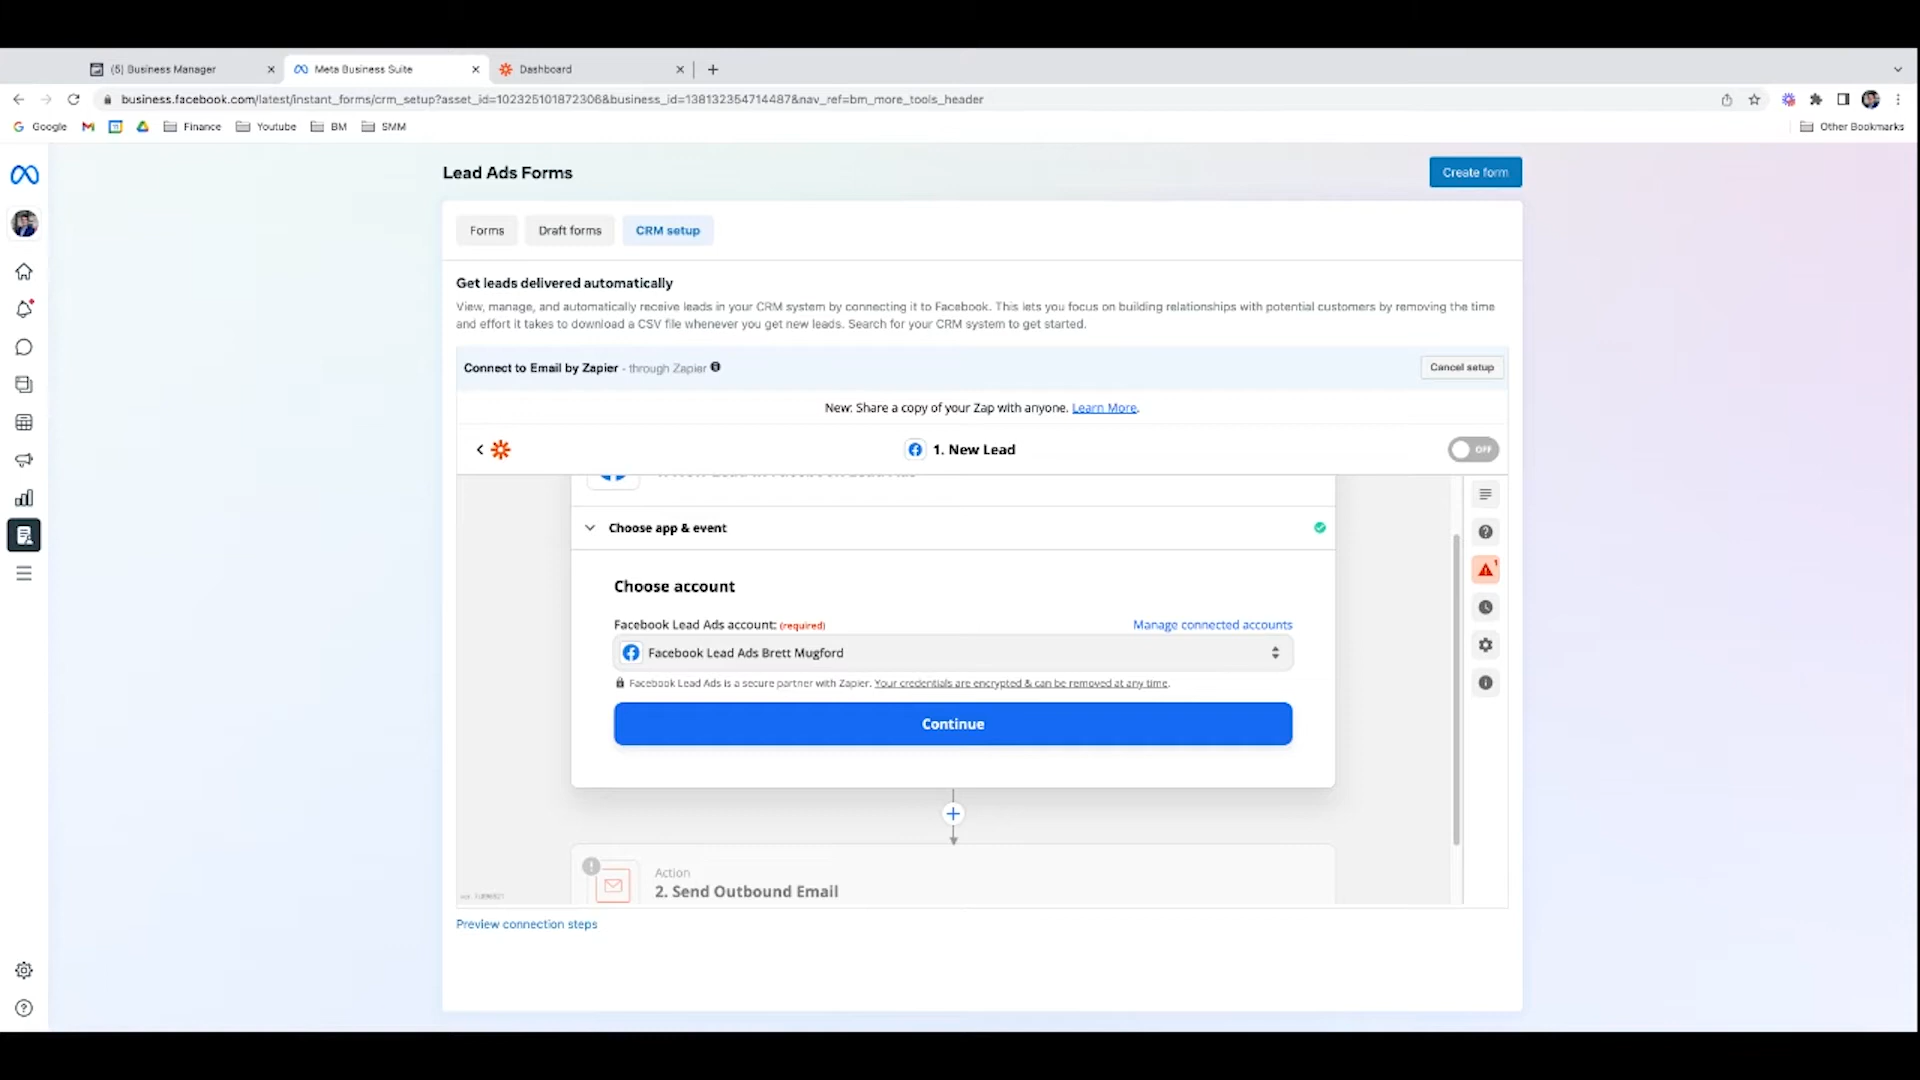 (5) Business Manager
Meta Business Suite
Dashboard
business.facebook.com/latest/instant_forms/crm_setup?asset_id=102325101872306&business_id=138132354714487&nav_ref=bm_more_tools_header
Google
Finance
Youtube
BM
SMM
Other Bookmarks
Lead Ads Forms
Create form
Forms
Draft forms
CRM setup
Get leads delivered automatically
View, manage, and automatically receive leads in your CRM system by connecting it to Facebook. This lets you focus on building relationships with potential customers by removing the time
and effort it takes to download a CSV file whenever you get new leads. Search for your CRM system to get started.
Connect to Email by Zapier - through Zapier
Cancel setup
New: Share a copy of your Zap with anyone. Learn More.
1. New Lead
OFF
Choose app & event
Choose account
Facebook Lead Ads account: (required)
Manage connected accounts
Facebook Lead Ads Brett Mugford
Facebook Lead Ads is a secure partner with Zapier. Your credentials are encrypted & can be removed at any time.
Continue
Action
2. Send Outbound Email
Preview connection steps